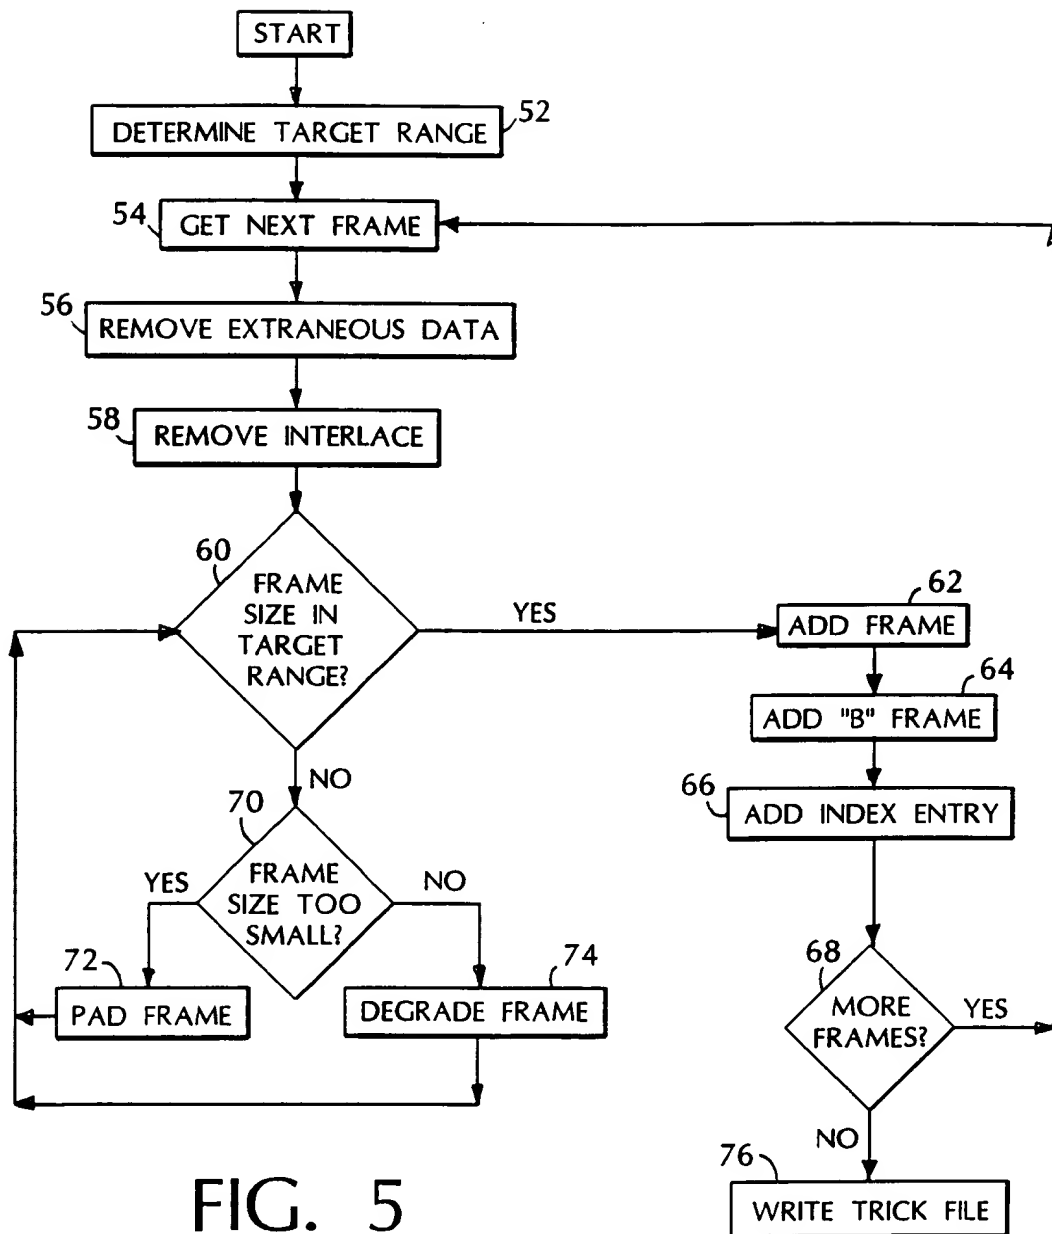 START
52
DETERMINE TARGET RANGE
54
GET NEXT FRAME
56
REMOVE EXTRANEOUS DATA
58
REMOVE INTERLACE
60
FRAME
SIZE IN
TARGET
RANGE?
YES
62
ADD FRAME
64
ADD "B" FRAME
66
ADD INDEX ENTRY
NO
70
FRAME
SIZE TOO
SMALL?
YES
NO
72
PAD FRAME
74
DEGRADE FRAME
68
MORE
FRAMES?
YES
NO
76
WRITE TRICK FILE
FIG. 5